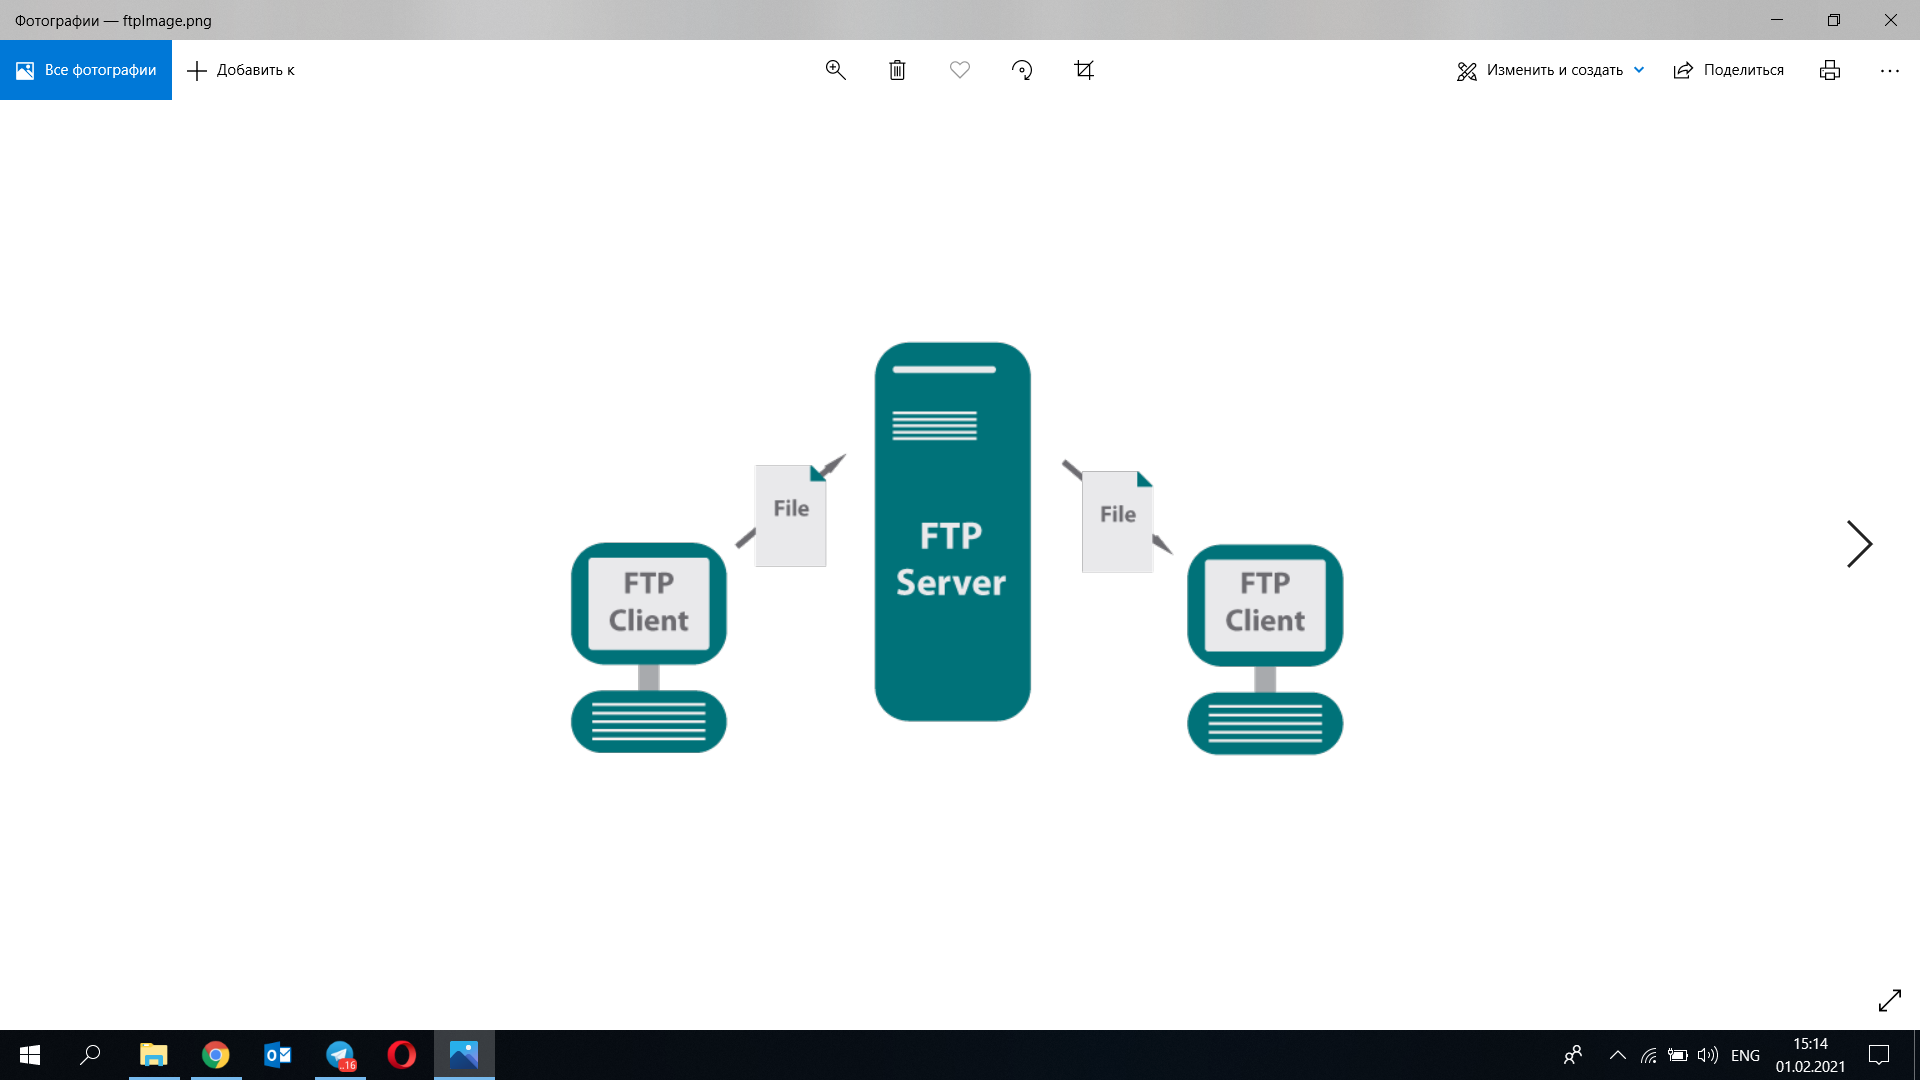 Фотографии — ftpImage.png
Все фотографии
Добавить к
Изменить и создать
Поделиться
File
FTP
Server
File
FTP
Client
FTP
Client
..16
ENG
15:14
01.02.2021